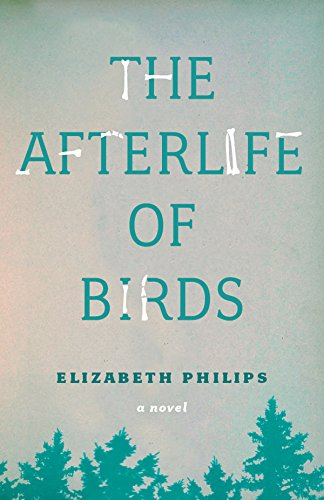 THE
AFTERLIFE
OF
BIRDS
ELIZABETH PHILIPS
a novel